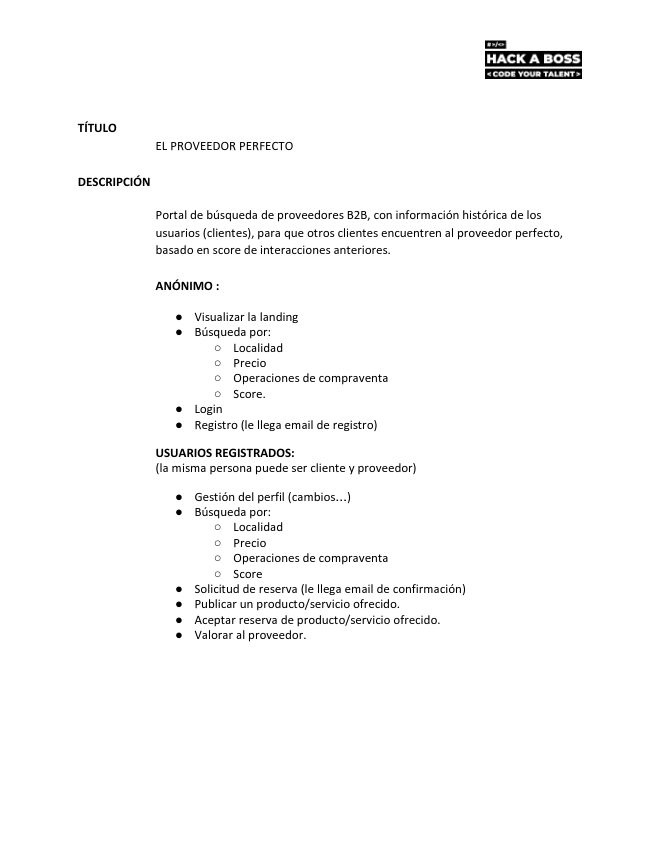 #>/<>
HACK A BOSS
<CODE YOUR TALENT>
TÍTULO
EL PROVEEDOR PERFECTO
DESCRIPCIÓN
Portal de búsqueda de proveedores B2B, con información histórica de los
usuarios (clientes), para que otros clientes encuentren al proveedor perfecto,
basado en score de interacciones anteriores.
ANÓNIMO :
● Visualizar la landing
● Búsqueda por:
○ Localidad
○ Precio
○ Operaciones de compraventa
○ Score.
● Login
● Registro (le llega email de registro)
USUARIOS REGISTRADOS:
(la misma persona puede ser cliente y proveedor)
● Gestión del perfil (cambios...)
● Búsqueda por:
○ Localidad
○ Precio
○ Operaciones de compraventa
○ Score
● Solicitud de reserva (le llega email de confirmación)
● Publicar un producto/servicio ofrecido.
● Aceptar reserva de producto/servicio ofrecido.
● Valorar al proveedor.